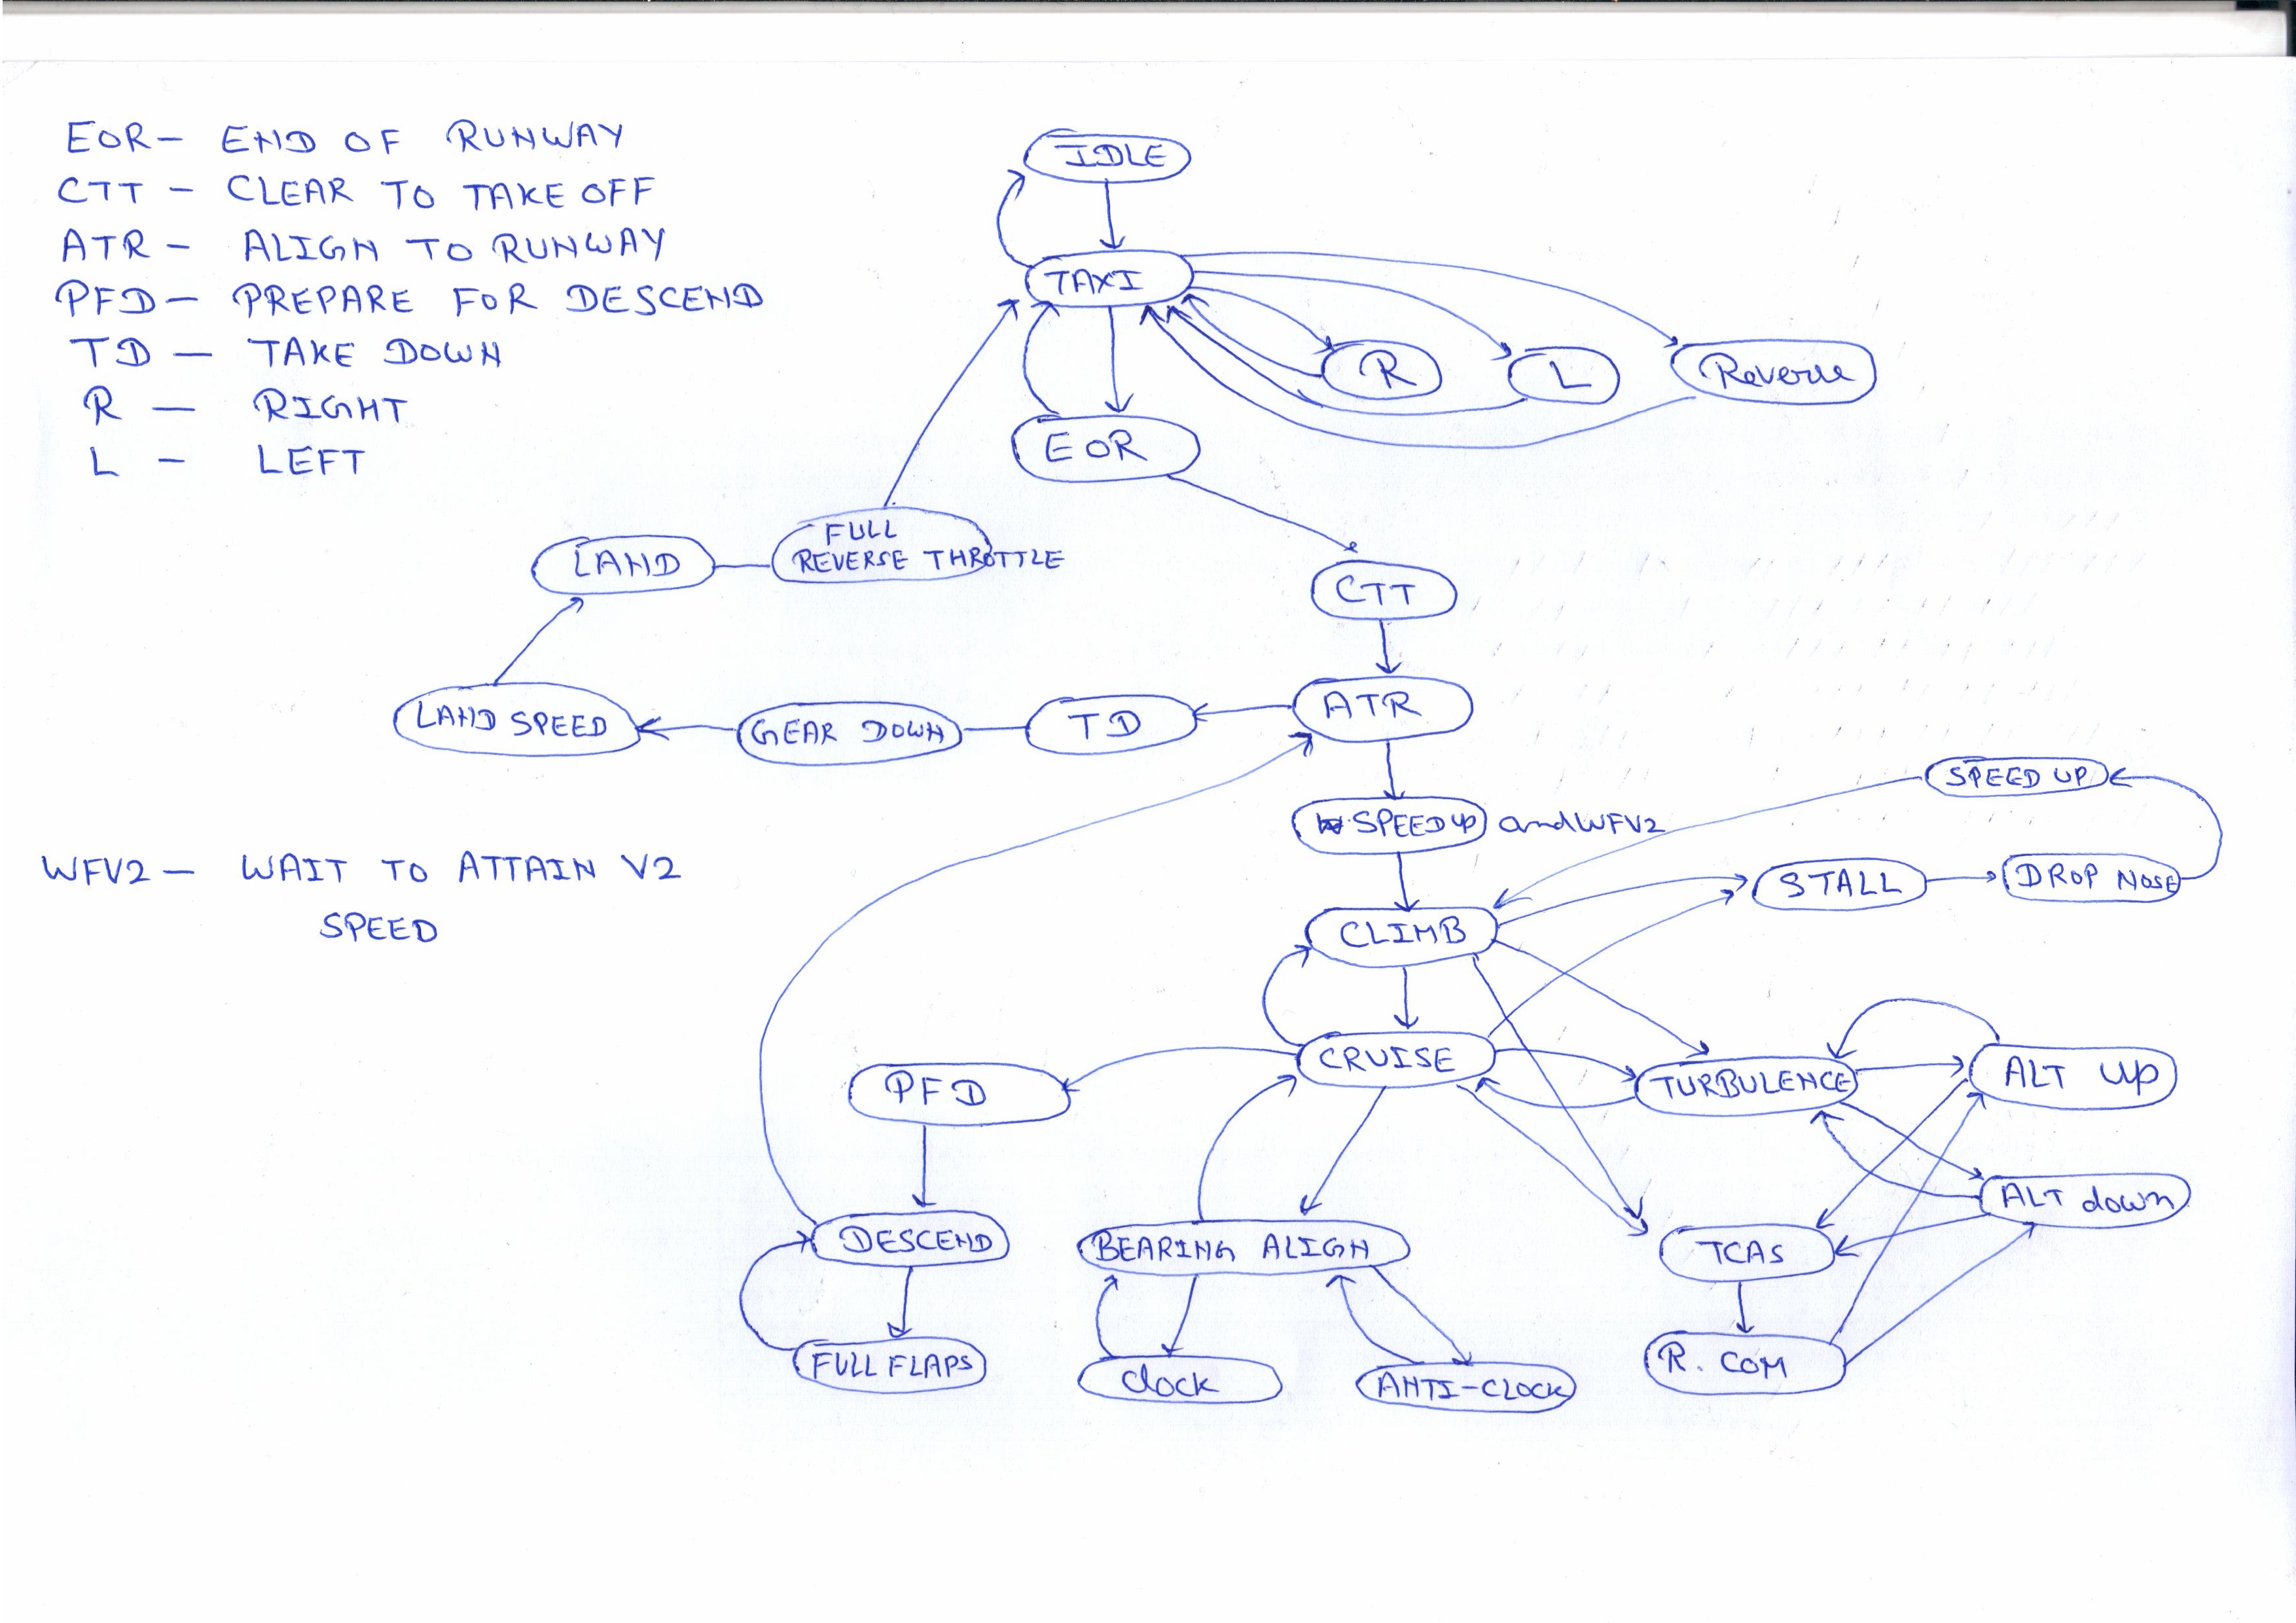 EOR - END OF RUNWAY
CTT - CLEAR TO TAKE OFF
ATR - ALIGN TO RUNWAY
PFD - PREPARE FOR DESCEND
TD - TAKE DOWN
R - RIGHT
L - LEFT
WFV2 - WAIT TO ATTAIN V2
SPEED
IDLE
TAXI
R
L
Reverse
EOR
FULL
REVERSE THROTTLE
LAND
CTT
ATR
TD
GEAR DOWN
LAND SPEED
SPEED UP
SPEED UP and WFV2
STALL
DROP NOSE
CLIMB
CRUISE
PFD
TURBULENCE
ALT UP
ALT down
DESCEND
BEARING ALIGN
TCAS
FULL FLAPS
clock
ANTI-CLOCK
R. COM